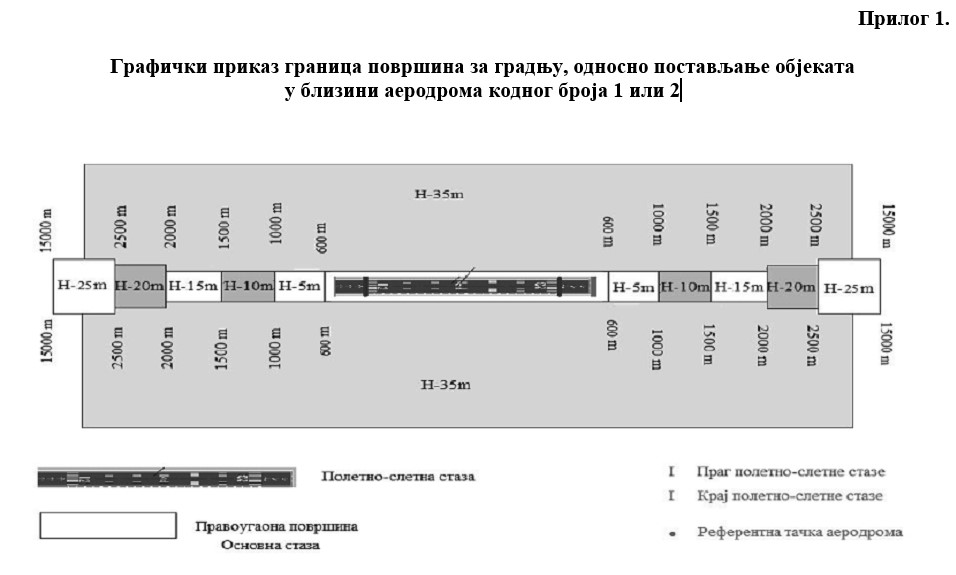 Прилог 1.
Графички приказ граница површина за градњу, односно постављање објеката
у близини аеродрома кодног броја 1 или 2
H-35m
15000 m
2500 m
2000 m
1500 m
1000 m
600 m
600 m
1000 m
1500 m
2000 m
2500 m
15000 m
H-25m
H-20m
H-15m
H-10m
H-5m
H-5m
H-10m
H-15m
H-20m
H-25m
15000 m
2500 m
2000 m
1500 m
1000 m
600 m
600 m
1000 m
1500 m
2000 m
2500 m
15000 m
H-35m
Полетно-слетна стаза
Правоугаона површина
Основна стаза
Праг полетно-слетне стазе
Крај полетно-слетне стазе
Референтна тачка аеродрома